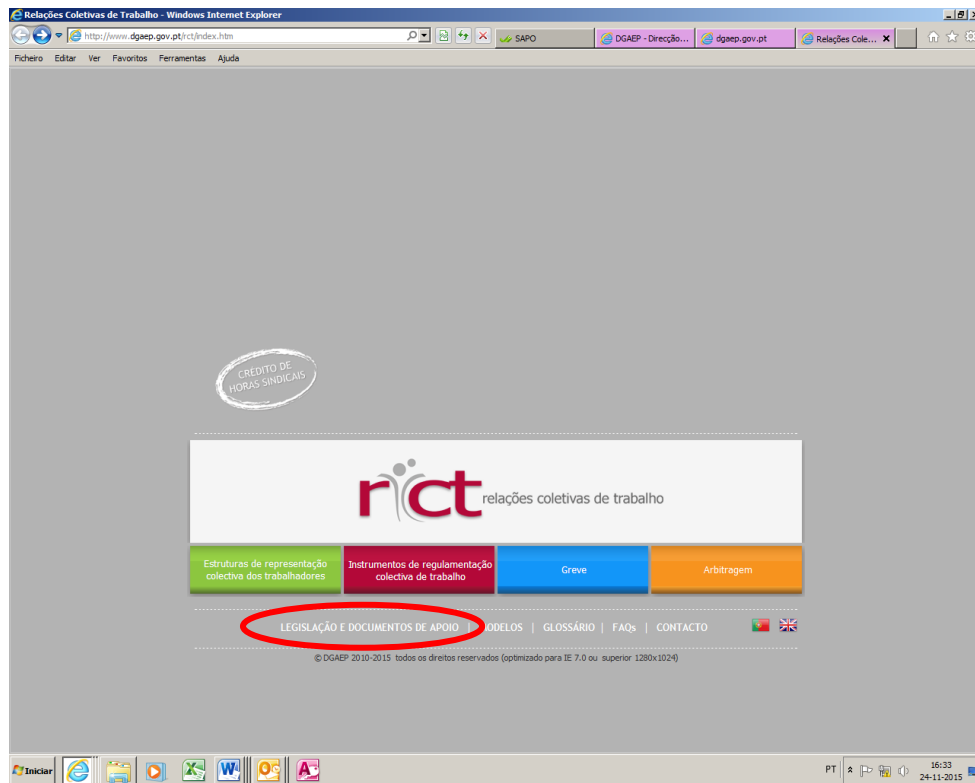 Relações Coletivas de Trabalho - Windows Internet Explorer
http://www.dgaep.gov.pt/rct/index.htm
SAPO
DGAEP - Direcção...
dgaep.gov.pt
Relações Cole...
Ficheiro Editar Ver Favoritos Ferramentas Ajuda
CRÉDITO DE
HORAS SINDICAIS
rct relações coletivas de trabalho
Estruturas de representação
colectiva dos trabalhadores
Instrumentos de regulamentação
colectiva de trabalho
Greve
Arbitragem
LEGISLAÇÃO E DOCUMENTOS DE APOIO | MODELOS | GLOSSÁRIO | FAQs | CONTACTO
© DGAEP 2010-2015 todos os direitos reservados (optimizado para IE 7.0 ou superior 1280x1024)
Iniciar
PT
16:33
24-11-2015